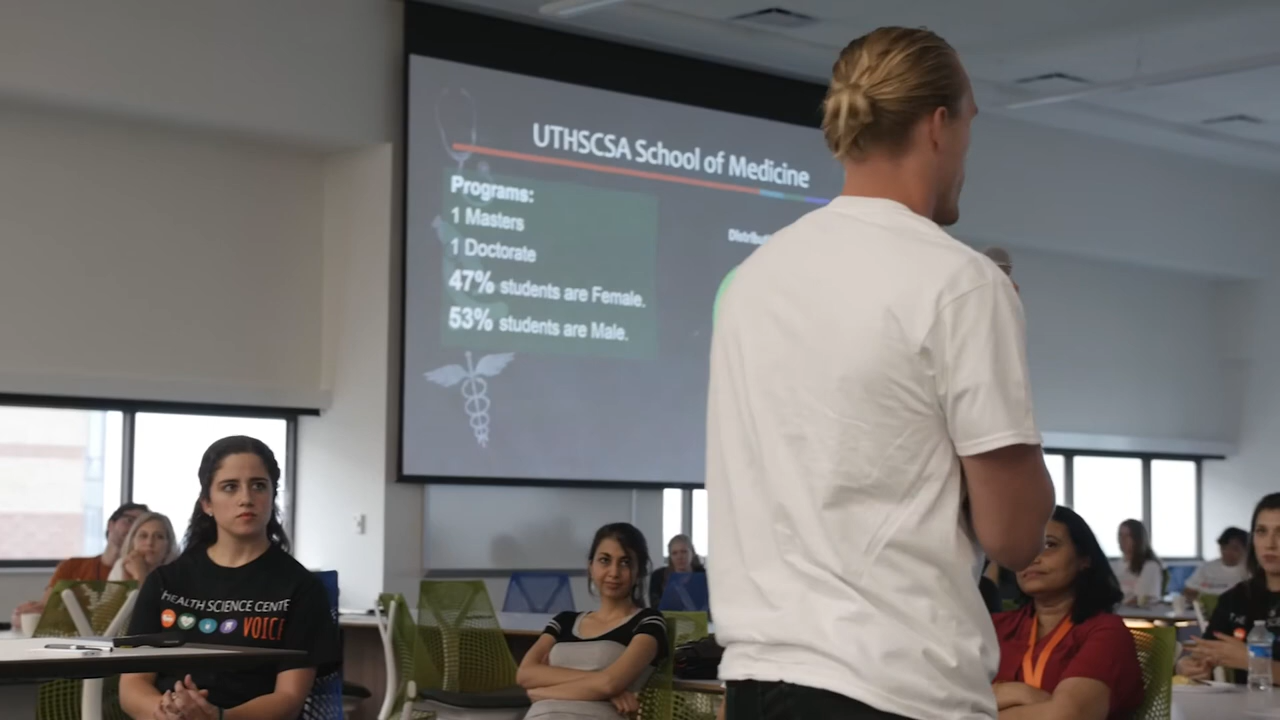 UTHSCSA School of Medicine
Programs:
1 Masters
1 Doctorate
47% students are Female.
53% students are Male.
HEALTH SCIENCE CENTE
VOICE